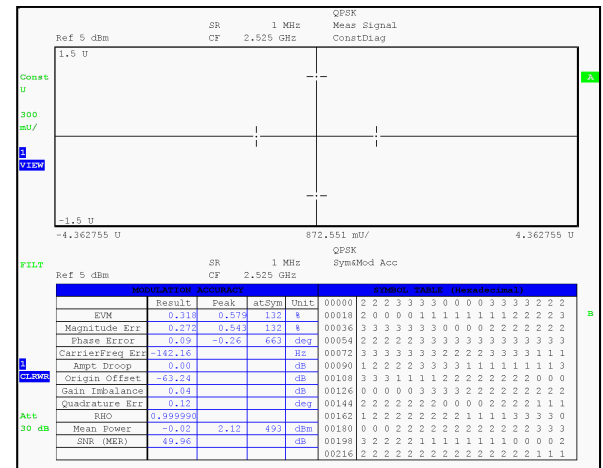 QPSK
SR 1 MHz Meas Signal
Ref 5 dBm CF 2.525 GHz ConstDiag
1.5 U
Const
U
A
300
mU/
1
VIEW
-1.5 U
-4.362755 U 872.551 mU/ 4.362755 U
QPSK
FILT SR 1 MHz Sym&Mod Acc
Ref 5 dBm CF 2.525 GHz
MODULATION ACCURACY SYMBOL TABLE (Hexadecimal)
Result Peak atSym Unit 00000 2 2 2 3 3 3 3 0 0 0 0 3 3 3 3 2 2 2
EVM 0.318 0.579 132 % 00018 2 0 0 0 0 1 1 1 1 1 1 1 1 2 2 2 2 3
B
Magnitude Err 0.272 0.543 132 % 00036 3 3 3 3 3 3 3 0 0 0 3 3 3 3 3 3 3 3
Phase Error 0.09 -0.26 663 deg 00054 2 2 2 2 3 3 3 3 3 3 3 3 3 3 3 3 3 3
CarrierFreq Err -142.16 Hz 00072 3 3 3 3 3 3 3 2 2 2 2 3 3 3 3 1 1 1
1
Ampt Droop 0.00 dB 00090 1 2 2 2 2 3 3 3 3 1 1 1 1 1 1 1 1 3
CLRWR
Origin Offset -63.24 dB 00108 3 3 3 1 1 1 1 2 2 2 2 2 2 2 2 0 0 0
Gain Imbalance 0.04 dB 00126 0 0 0 0 0 3 3 3 3 2 2 2 2 2 2 2 2 2
Quadrature Err 0.12 deg 00144 2 2 2 2 2 2 2 0 0 0 0 2 2 2 2 1 1 1
Att
RHO 0.999990 00162 1 2 2 2 2 2 2 2 2 1 1 1 1 3 3 3 3 0
30 dB
Mean Power -0.02 2.12 493 dBm 00180 0 0 0 2 2 2 2 2 2 2 2 2 2 2 2 3 3 3
SNR (MER) 49.96 dB 00198 3 2 2 2 2 1 1 1 1 1 1 1 1 0 0 0 0 2
00216 2 2 2 2 2 2 2 2 2 2 2 2 2 2 2 1 1 1